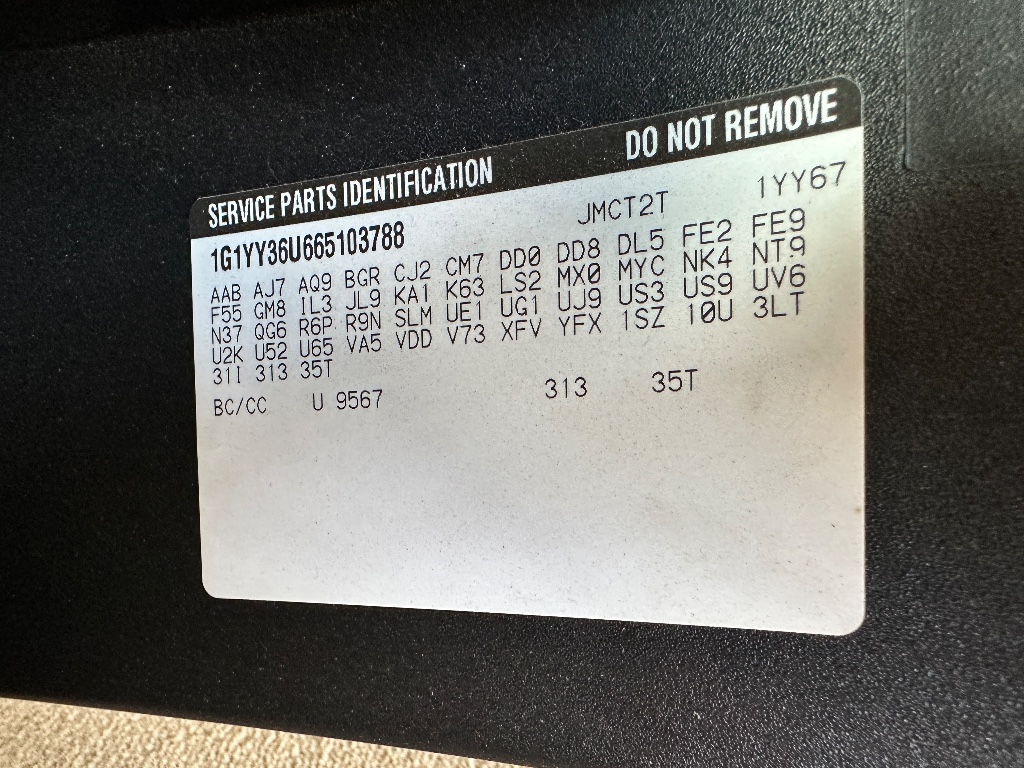 SERVICE PARTS IDENTIFICATION DO NOT REMOVE
1G1YY36U665103788 JMCT2T 1YY67
AAB AJ7 AQ9 BGR CJ2 CM7 DD0 DD8 DL5 FE2 FE9
F55 GM8 IL3 JL9 KA1 K63 LS2 MX0 MYC NK4 NT9
N37 QG6 R6P R9N SLM UE1 UG1 UJ9 US3 US9 UV6
U2K U52 U65 VA5 VDD V73 XFV YFX 1SZ 10U 3LT
31I 313 35T
BC/CC U 9567 313 35T